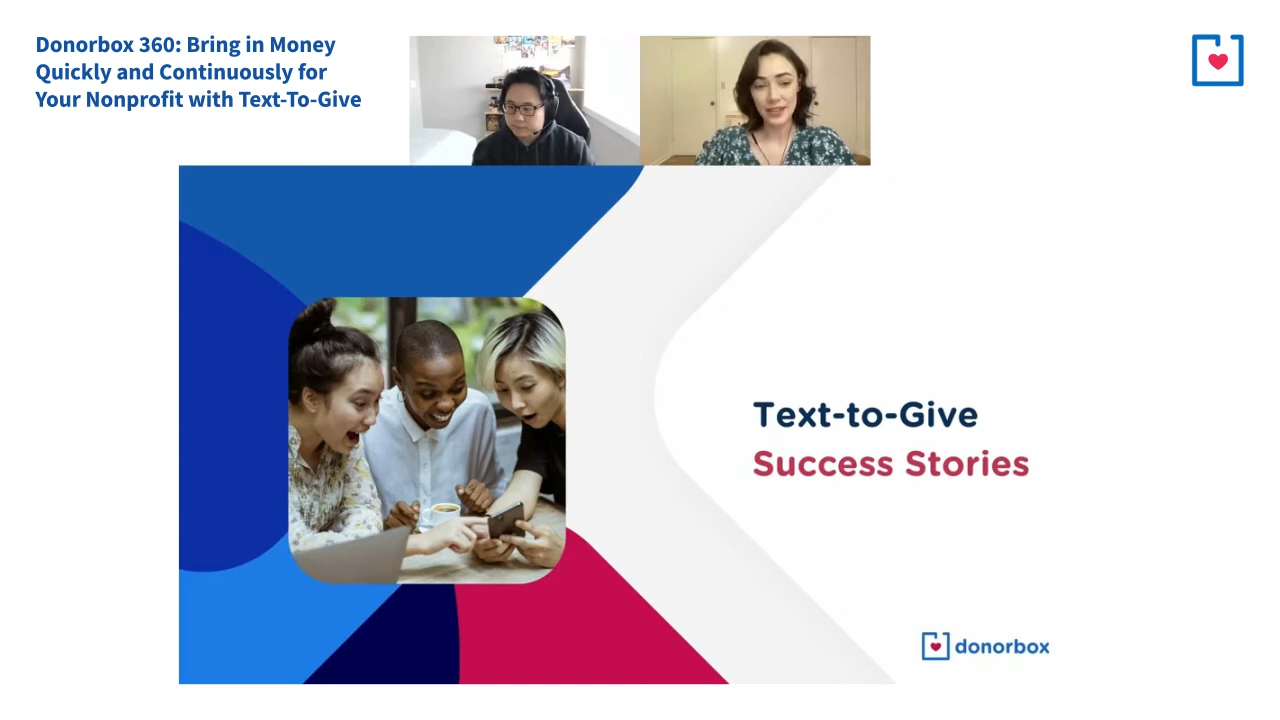 Donorbox 360: Bring in Money
Quickly and Continuously for
Your Nonprofit with Text-To-Give
Text-to-Give
Success Stories
donorbox